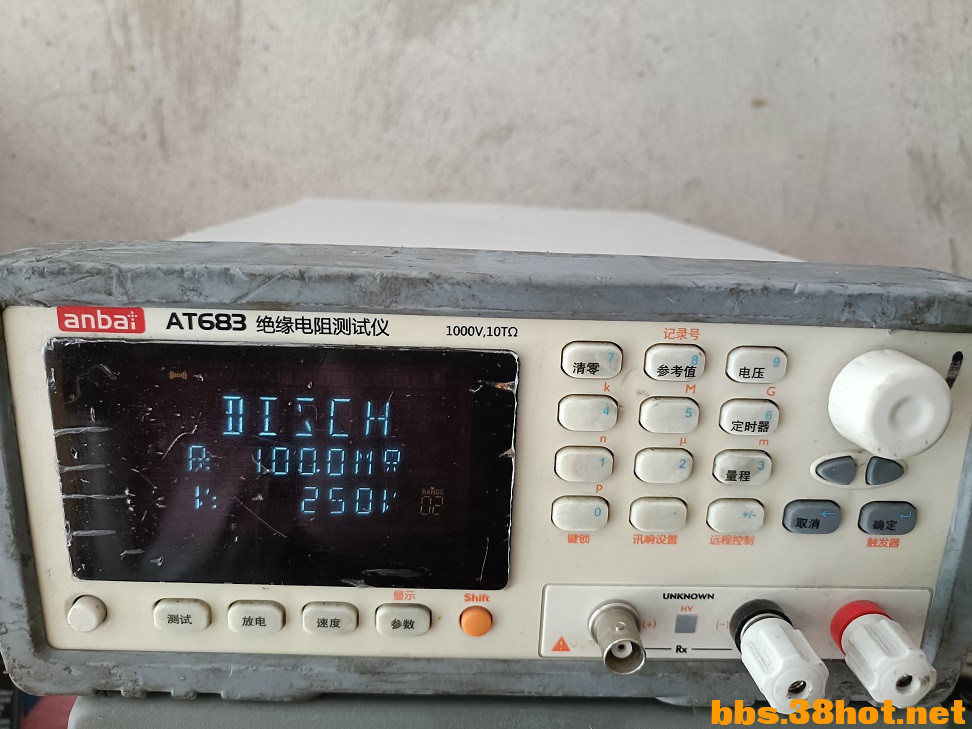 anbai AT683 绝缘电阻测试仪 1000V,10TΩ
DISCH
R: 100.0MΩ
V: 250V
RANGE
02
F
记录号
清零 7
参考值 8
电压 9
k M G
4
5
定时器 6
n μ m
1
2
量程 3
p
0
.
+/-
取消 ←
确定
键锁 讯响设置 远程控制 触发器
显示 Shift
测试 放电 速度 参数
UNKNOWN
HV
(+) (-)
Rx
bbs.38hot.net